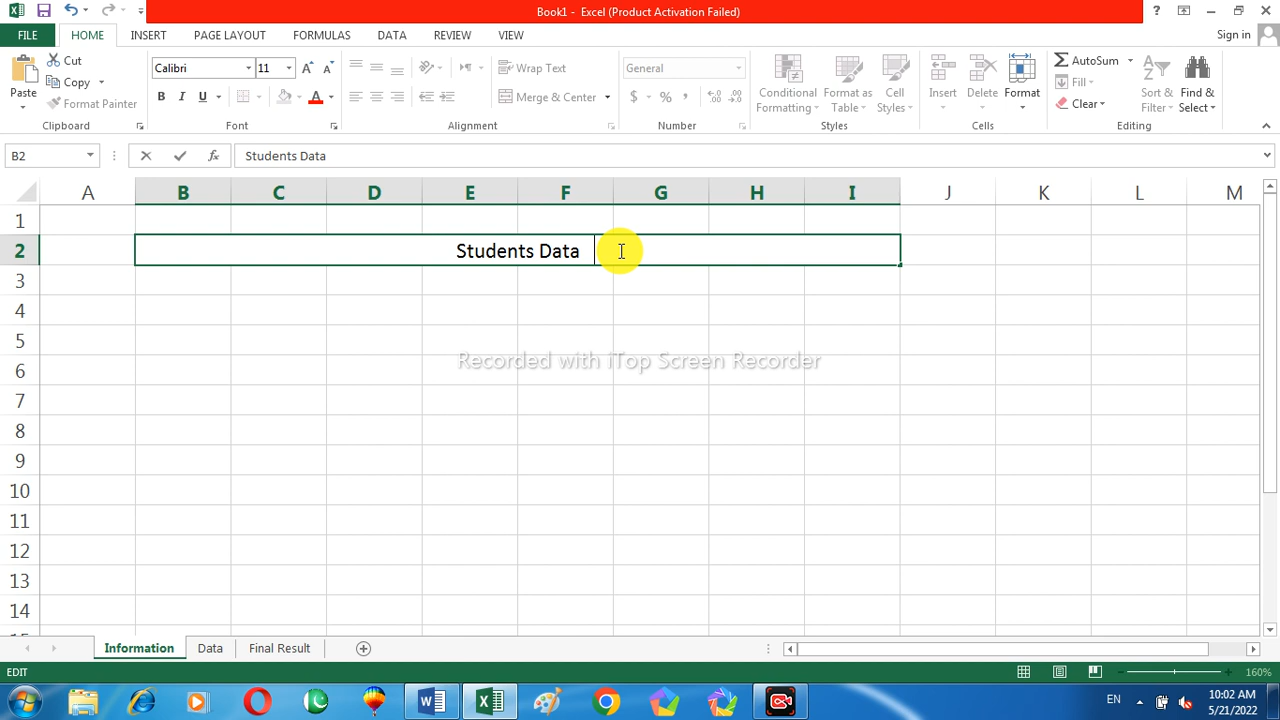 Book1 - Excel (Product Activation Failed)
?
FILE HOME INSERT PAGE LAYOUT FORMULAS DATA REVIEW VIEW Sign in
Paste
Cut
Copy
Format Painter
Clipboard
Calibri 11
B I U A
Font
Wrap Text
Merge & Center
Alignment
General
$ % ,
Number
Conditional Formatting
Format as Table
Cell Styles
Styles
Insert
Delete
Format
Cells
AutoSum
Fill
Clear
Sort & Filter
Find & Select
Editing
B2 fx Students Data
A B C D E F G H I J K L M
1
2 Students Data
3
4
5
6
Recorded with iTop Screen Recorder
7
8
9
10
11
12
13
14
15
Information Data Final Result
EDIT 160%
EN 10:02 AM
5/21/2022